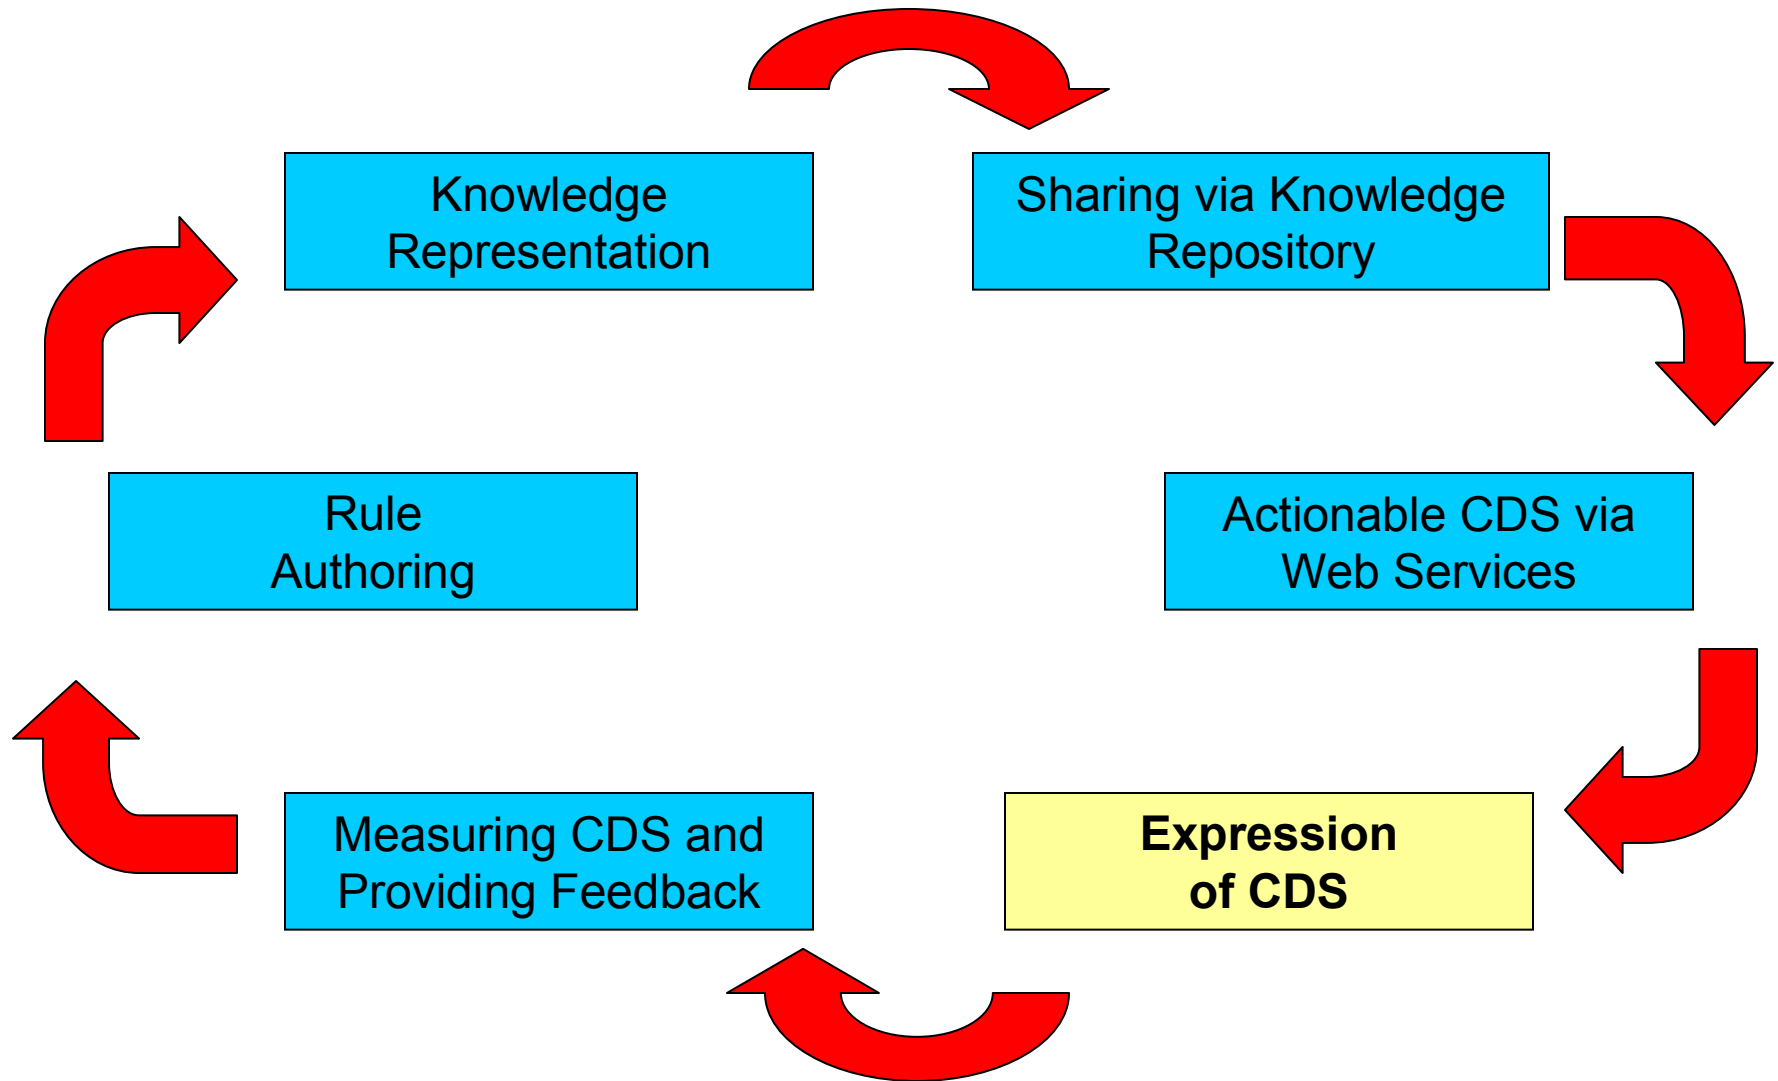 Knowledge
Representation
Sharing via Knowledge
Repository
Rule
Authoring
Actionable CDS via
Web Services
Measuring CDS and
Providing Feedback
Expression
of CDS